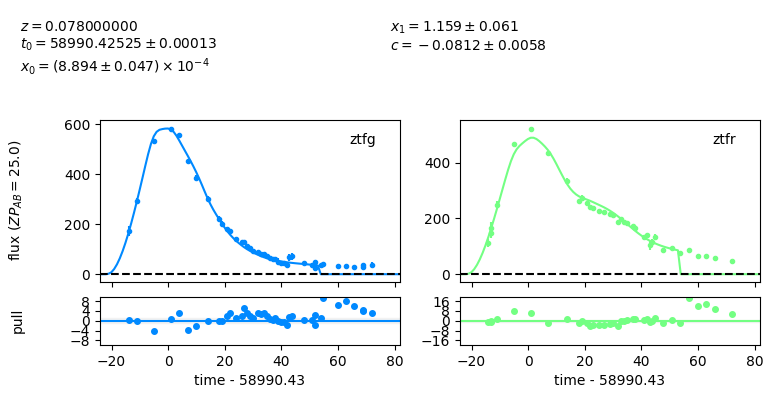 z = 0.078000000
t₀ = 58990.42525 ± 0.00013
x₀ = (8.894 ± 0.047) × 10⁻⁴
x₁ = 1.159 ± 0.061
c = −0.0812 ± 0.0058
flux (ZP_AB = 25.0)
600
400
200
0
ztfg
400
200
0
ztfr
pull
8
4
0
−4
−8
16
8
0
−8
−16
−20 0 20 40 60 80
−20 0 20 40 60 80
time - 58990.43
time - 58990.43